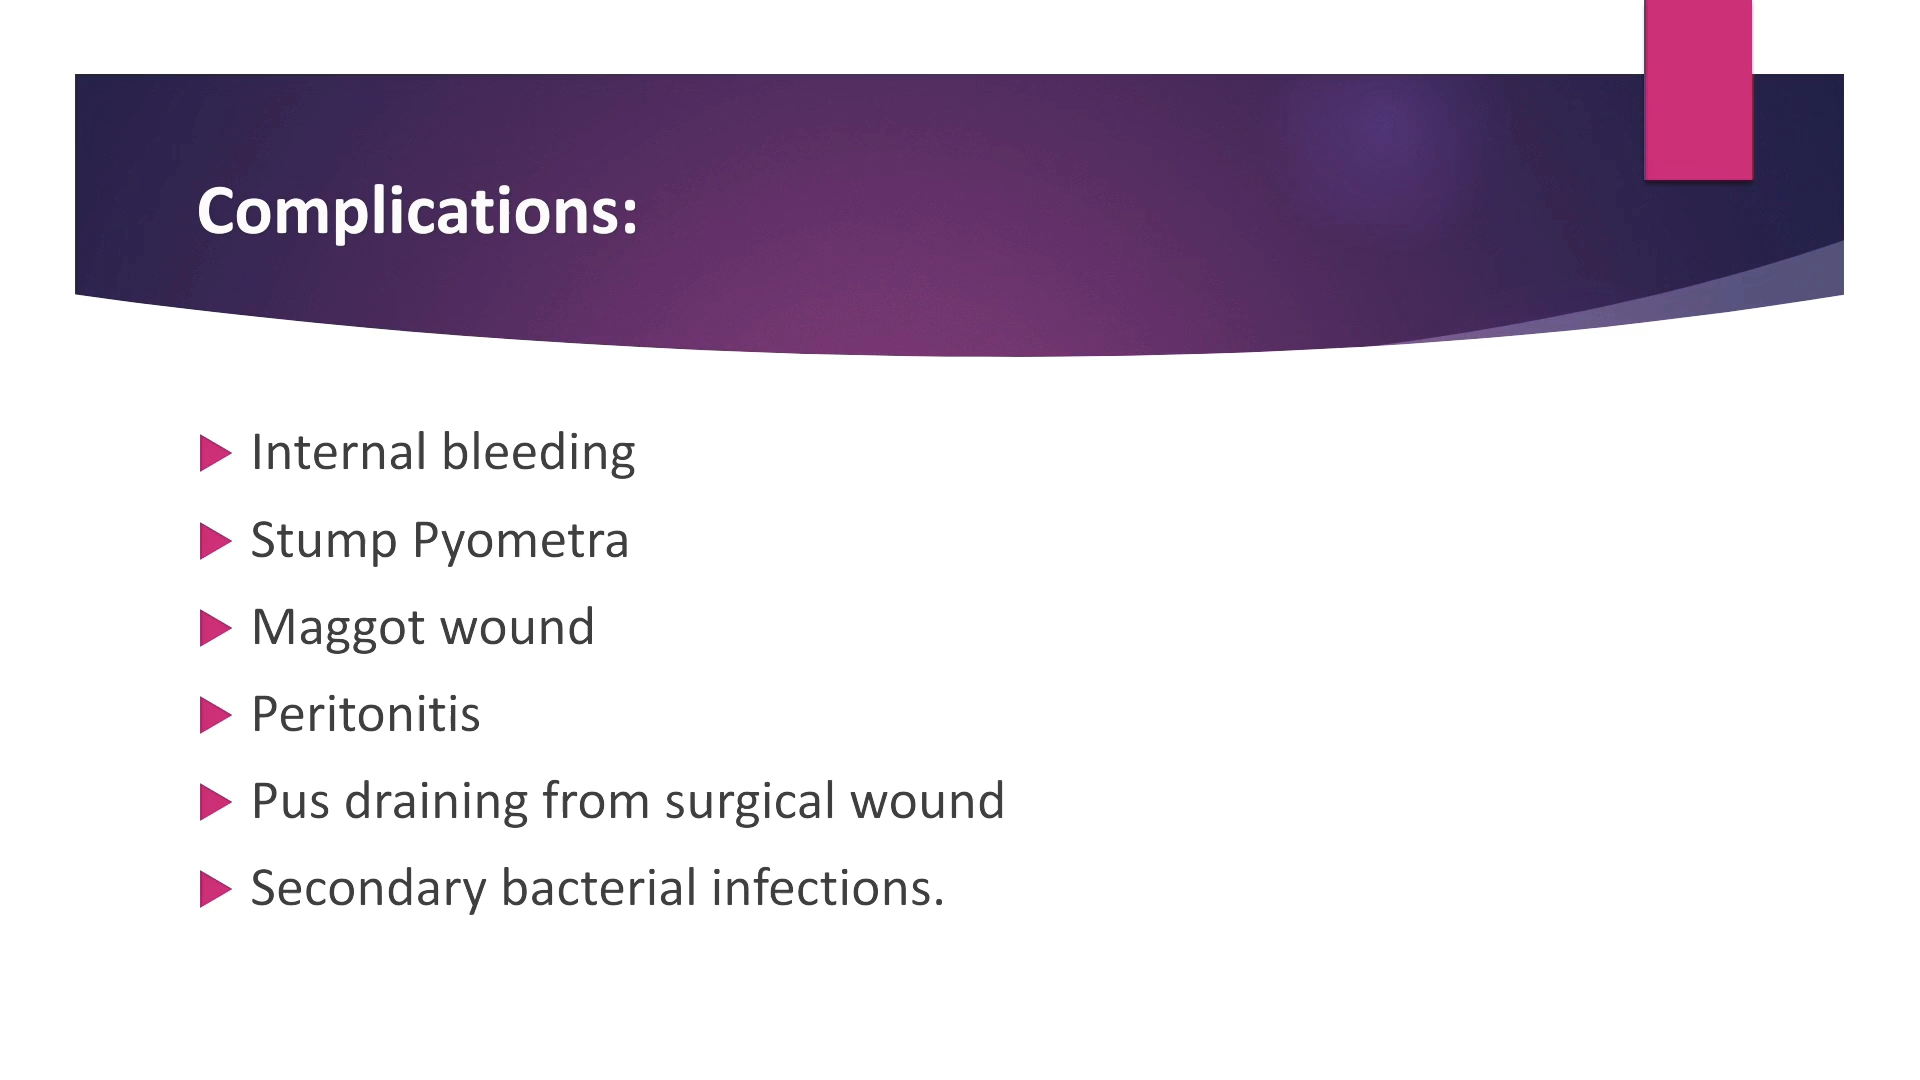 Complications:
Internal bleeding
Stump Pyometra
Maggot wound
Peritonitis
Pus draining from surgical wound
Secondary bacterial infections.